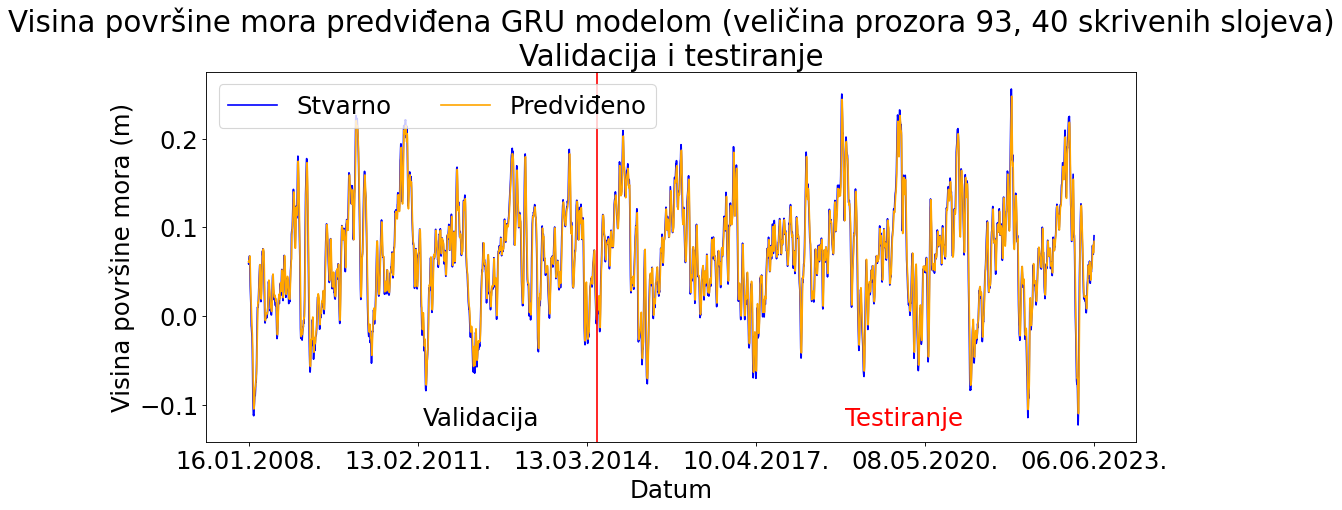 Visina površine mora predviđena GRU modelom (veličina prozora 93, 40 skrivenih slojeva)
Validacija i testiranje
Stvarno
Predviđeno
Visina površine mora (m)
0.2
0.1
0.0
−0.1
Validacija
Testiranje
16.01.2008.
13.02.2011.
13.03.2014.
10.04.2017.
08.05.2020.
06.06.2023.
Datum